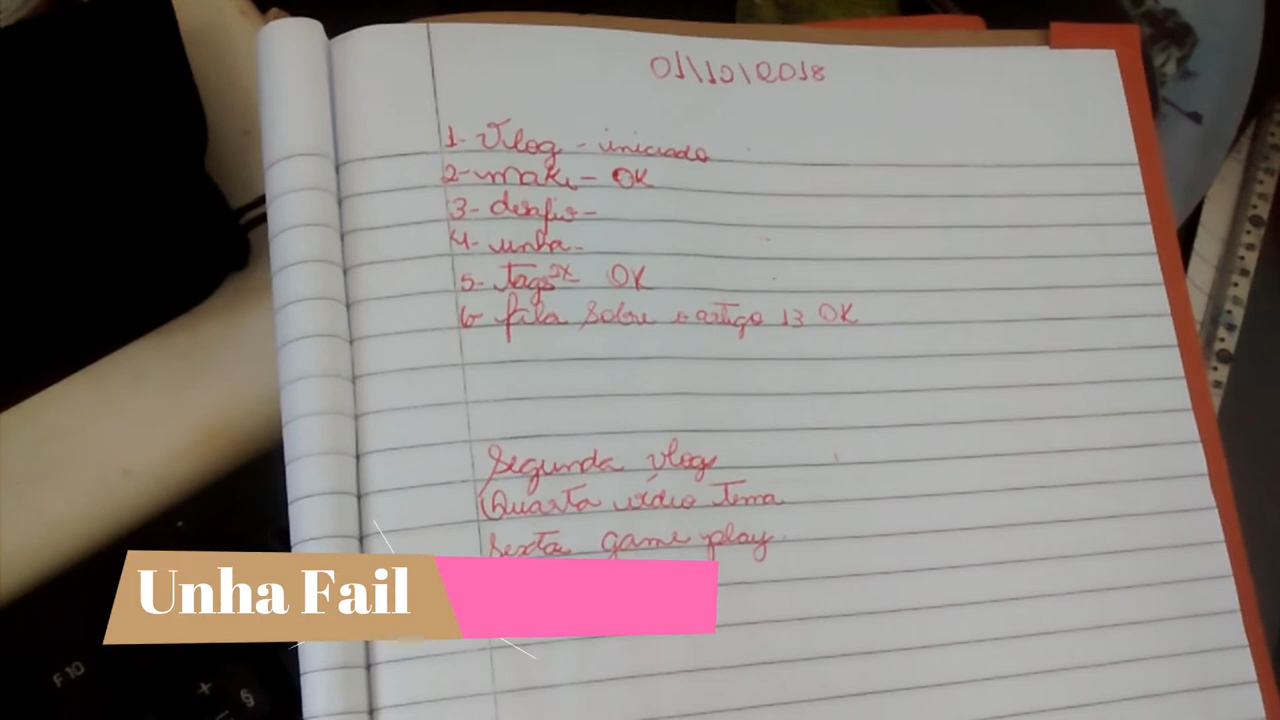 01/10/2018
1- Vlog - iniciado
2- make - OK
3- desafio -
4- unha -
5- Tags 2x OK
6- fala sobre o artigo 13 OK
Segunda vlog
Quarta vídeo Tema
Sexta game play
Unha Fail
F10
+
§